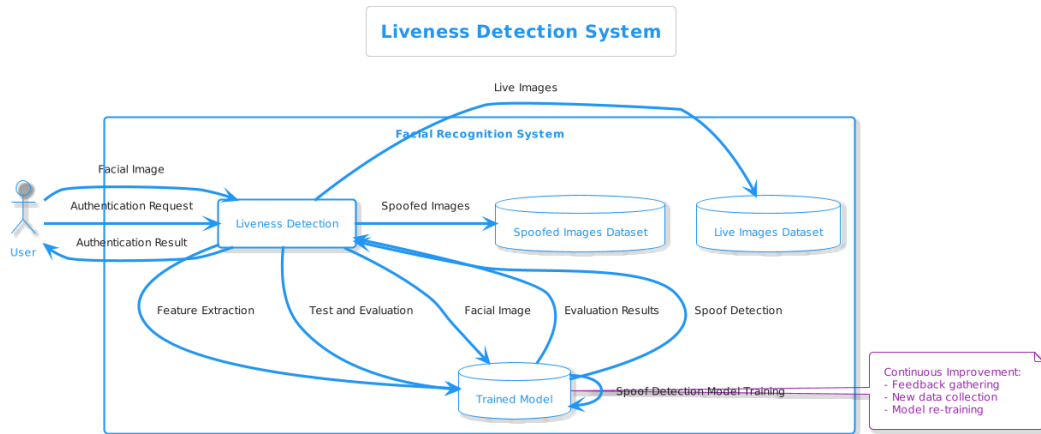 Liveness Detection System
Live Images
Facial Recognition System
Facial Image
Authentication Request
Authentication Result
User
Liveness Detection
Spoofed Images
Spoofed Images Dataset
Live Images Dataset
Feature Extraction
Test and Evaluation
Facial Image
Evaluation Results
Spoof Detection
Trained Model
Spoof Detection Model Training
Continuous Improvement:
- Feedback gathering
- New data collection
- Model re-training